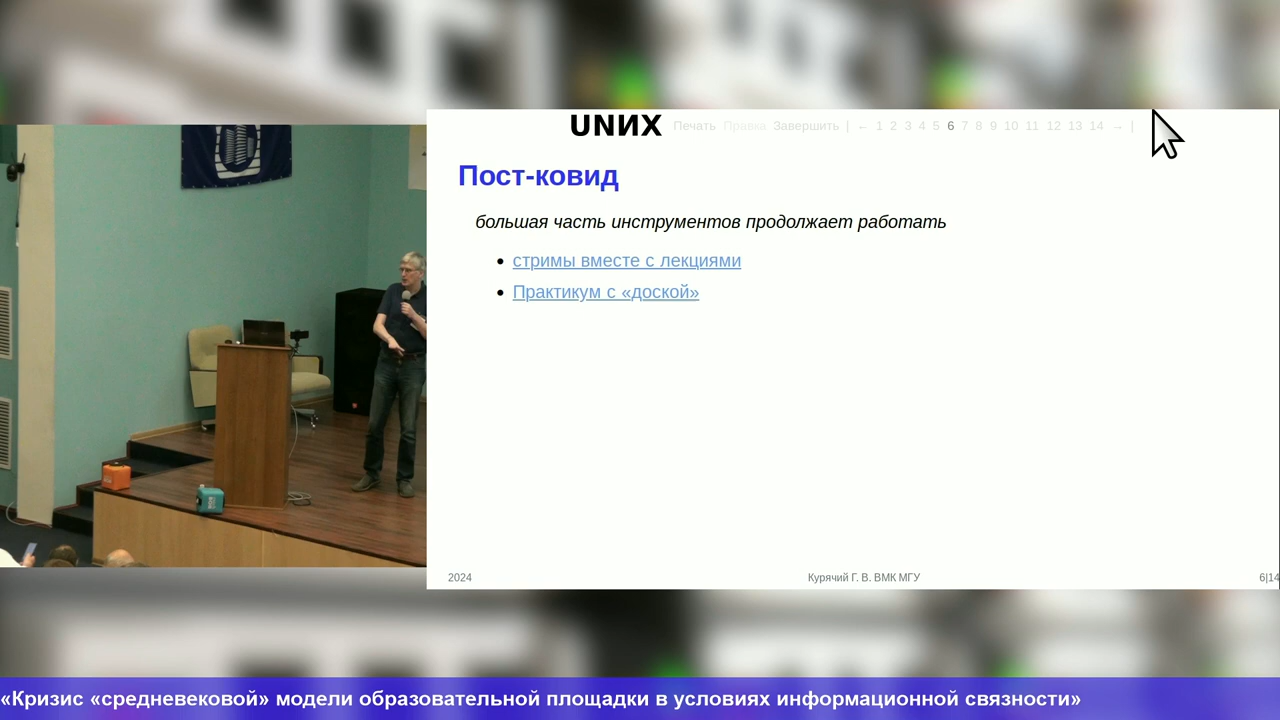 UNИX Печать Правка Завершить | ← 1 2 3 4 5 6 7 8 9 10 11 12 13 14 → |
Пост-ковид
большая часть инструментов продолжает работать
• стримы вместе с лекциями
• Практикум с «доской»
2024 Курячий Г. В. ВМК МГУ 6|14
«Кризис «средневековой» модели образовательной площадки в условиях информационной связности»